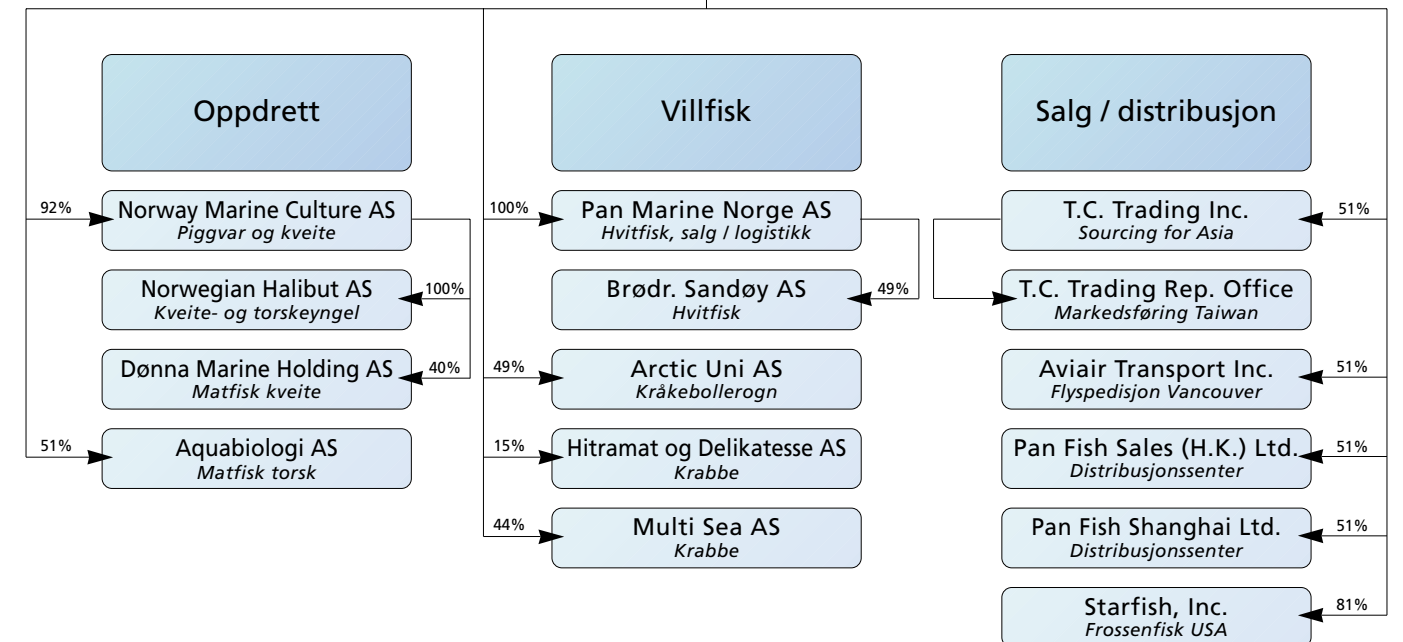 Oppdrett
92%
Norway Marine Culture AS
Piggvar og kveite
Norwegian Halibut AS
100%
Kveite- og torskeyngel
Dønna Marine Holding AS
40%
Matfisk kveite
51%
Aquabiologi AS
Matfisk torsk
Villfisk
100%
Pan Marine Norge AS
Hvitfisk, salg / logistikk
Brødr. Sandøy AS
49%
Hvitfisk
49%
Arctic Uni AS
Kråkebollerogn
15%
Hitramat og Delikatesse AS
Krabbe
44%
Multi Sea AS
Krabbe
Salg / distribusjon
T.C. Trading Inc.
51%
Sourcing for Asia
T.C. Trading Rep. Office
Markedsføring Taiwan
Aviair Transport Inc.
51%
Flyspedisjon Vancouver
Pan Fish Sales (H.K.) Ltd.
51%
Distribusjonssenter
Pan Fish Shanghai Ltd.
51%
Distribusjonssenter
Starfish, Inc.
81%
Frossenfisk USA